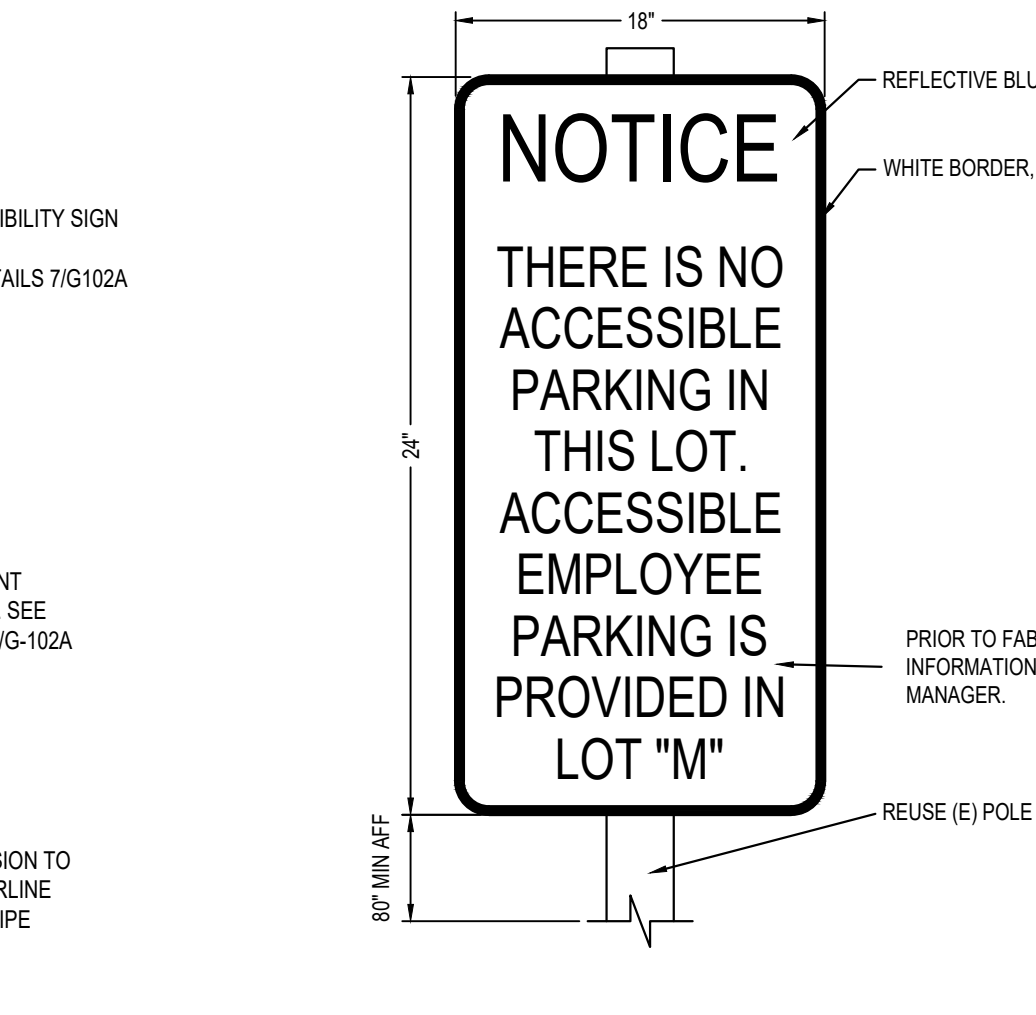 18"
REFLECTIVE BLU
WHITE BORDER,
IBILITY SIGN
AILS 7/G102A
NOTICE
THERE IS NO
ACCESSIBLE
PARKING IN
THIS LOT.
ACCESSIBLE
EMPLOYEE
PARKING IS
PROVIDED IN
LOT "M"
24"
NT
SEE
/G-102A
PRIOR TO FAB
INFORMATION
MANAGER.
REUSE (E) POLE
80" MIN AFF
SION TO
RLINE
IPE